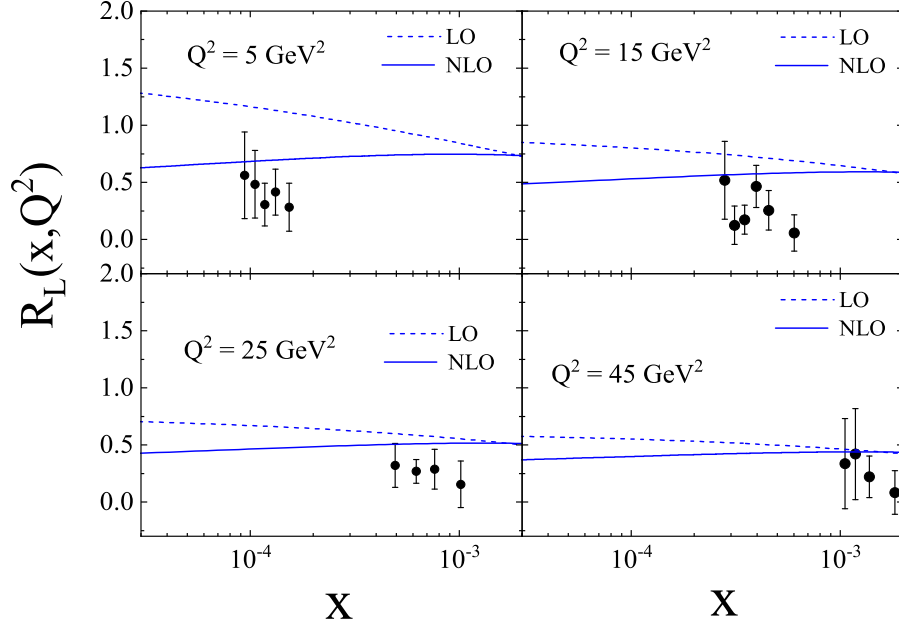 R_L(x,Q²)
2.0
1.5
1.0
0.5
0.0
Q² = 5 GeV²
LO
NLO
Q² = 15 GeV²
LO
NLO
2.0
1.5
1.0
0.5
0.0
Q² = 25 GeV²
LO
NLO
Q² = 45 GeV²
LO
NLO
10⁻⁴ 10⁻³ 10⁻⁴ 10⁻³
X X